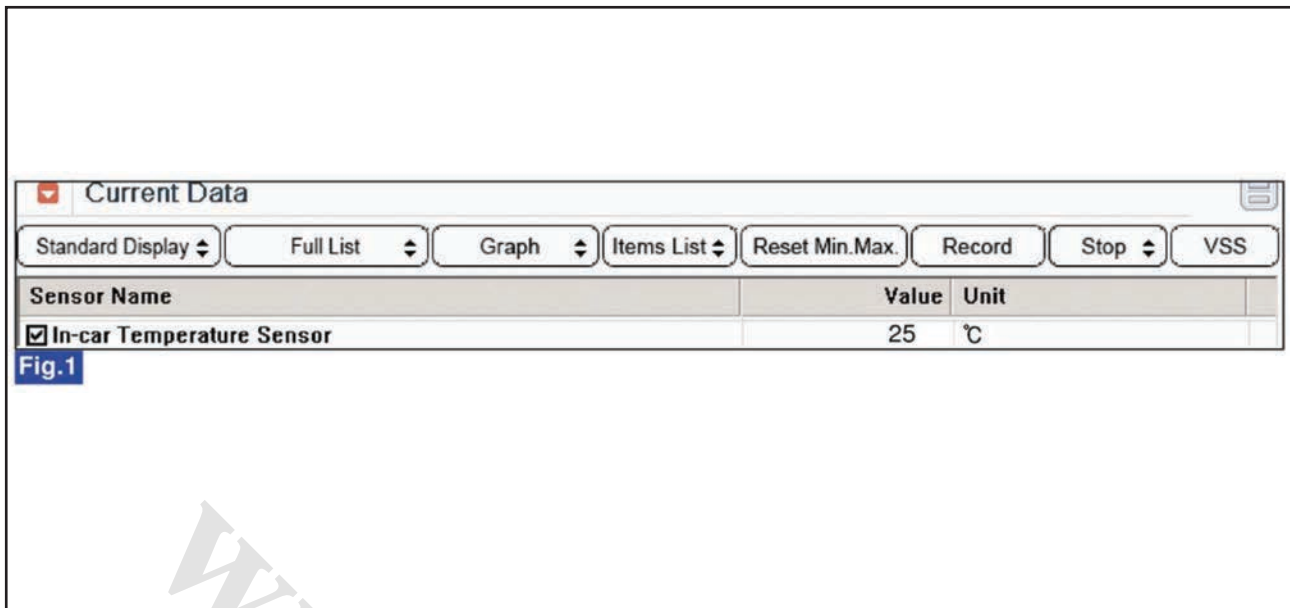 Current Data
Standard Display Full List Graph Items List Reset Min.Max. Record Stop VSS
Sensor Name Value Unit
In-car Temperature Sensor 25 ℃
Fig.1